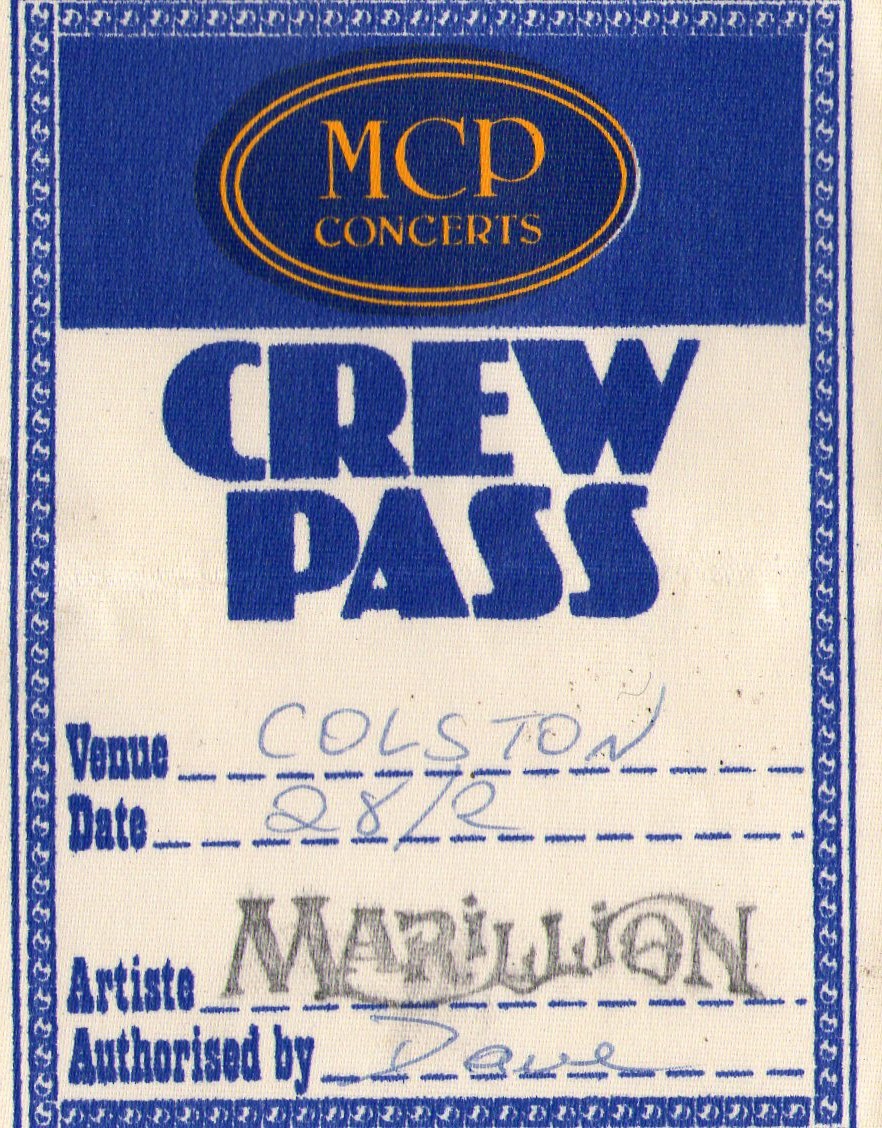 MCP
CONCERTS
CREW
PASS
Venue COLSTON
Date 28/2
Artiste MARILLION
Authorised by Dave